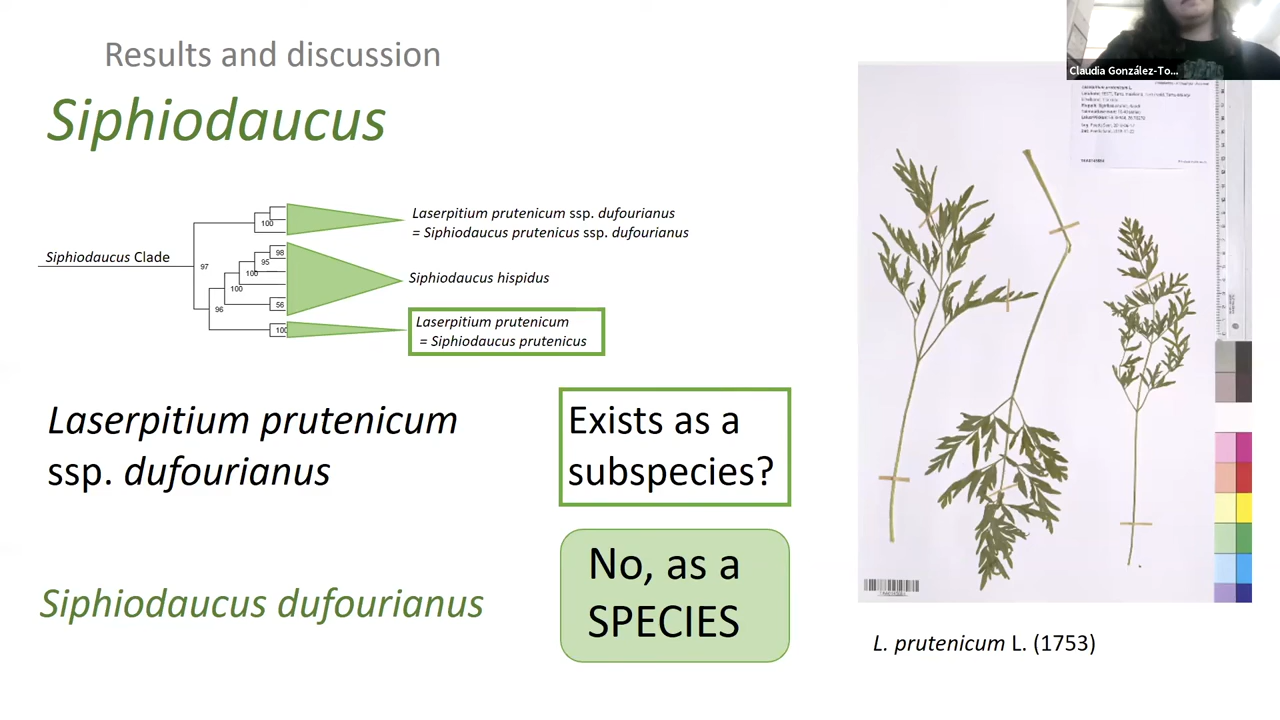 Results and discussion
Siphiodaucus
Claudia González-To...
Laserpitium prutenicum ssp. dufourianus
= Siphiodaucus prutenicus ssp. dufourianus
Siphiodaucus Clade
Siphiodaucus hispidus
Laserpitium prutenicum
= Siphiodaucus prutenicus
100
98
95
100
97
100
56
96
100
Laserpitium prutenicum
ssp. dufourianus
Exists as a
subspecies?
No, as a
SPECIES
Siphiodaucus dufourianus
L. prutenicum L. (1753)